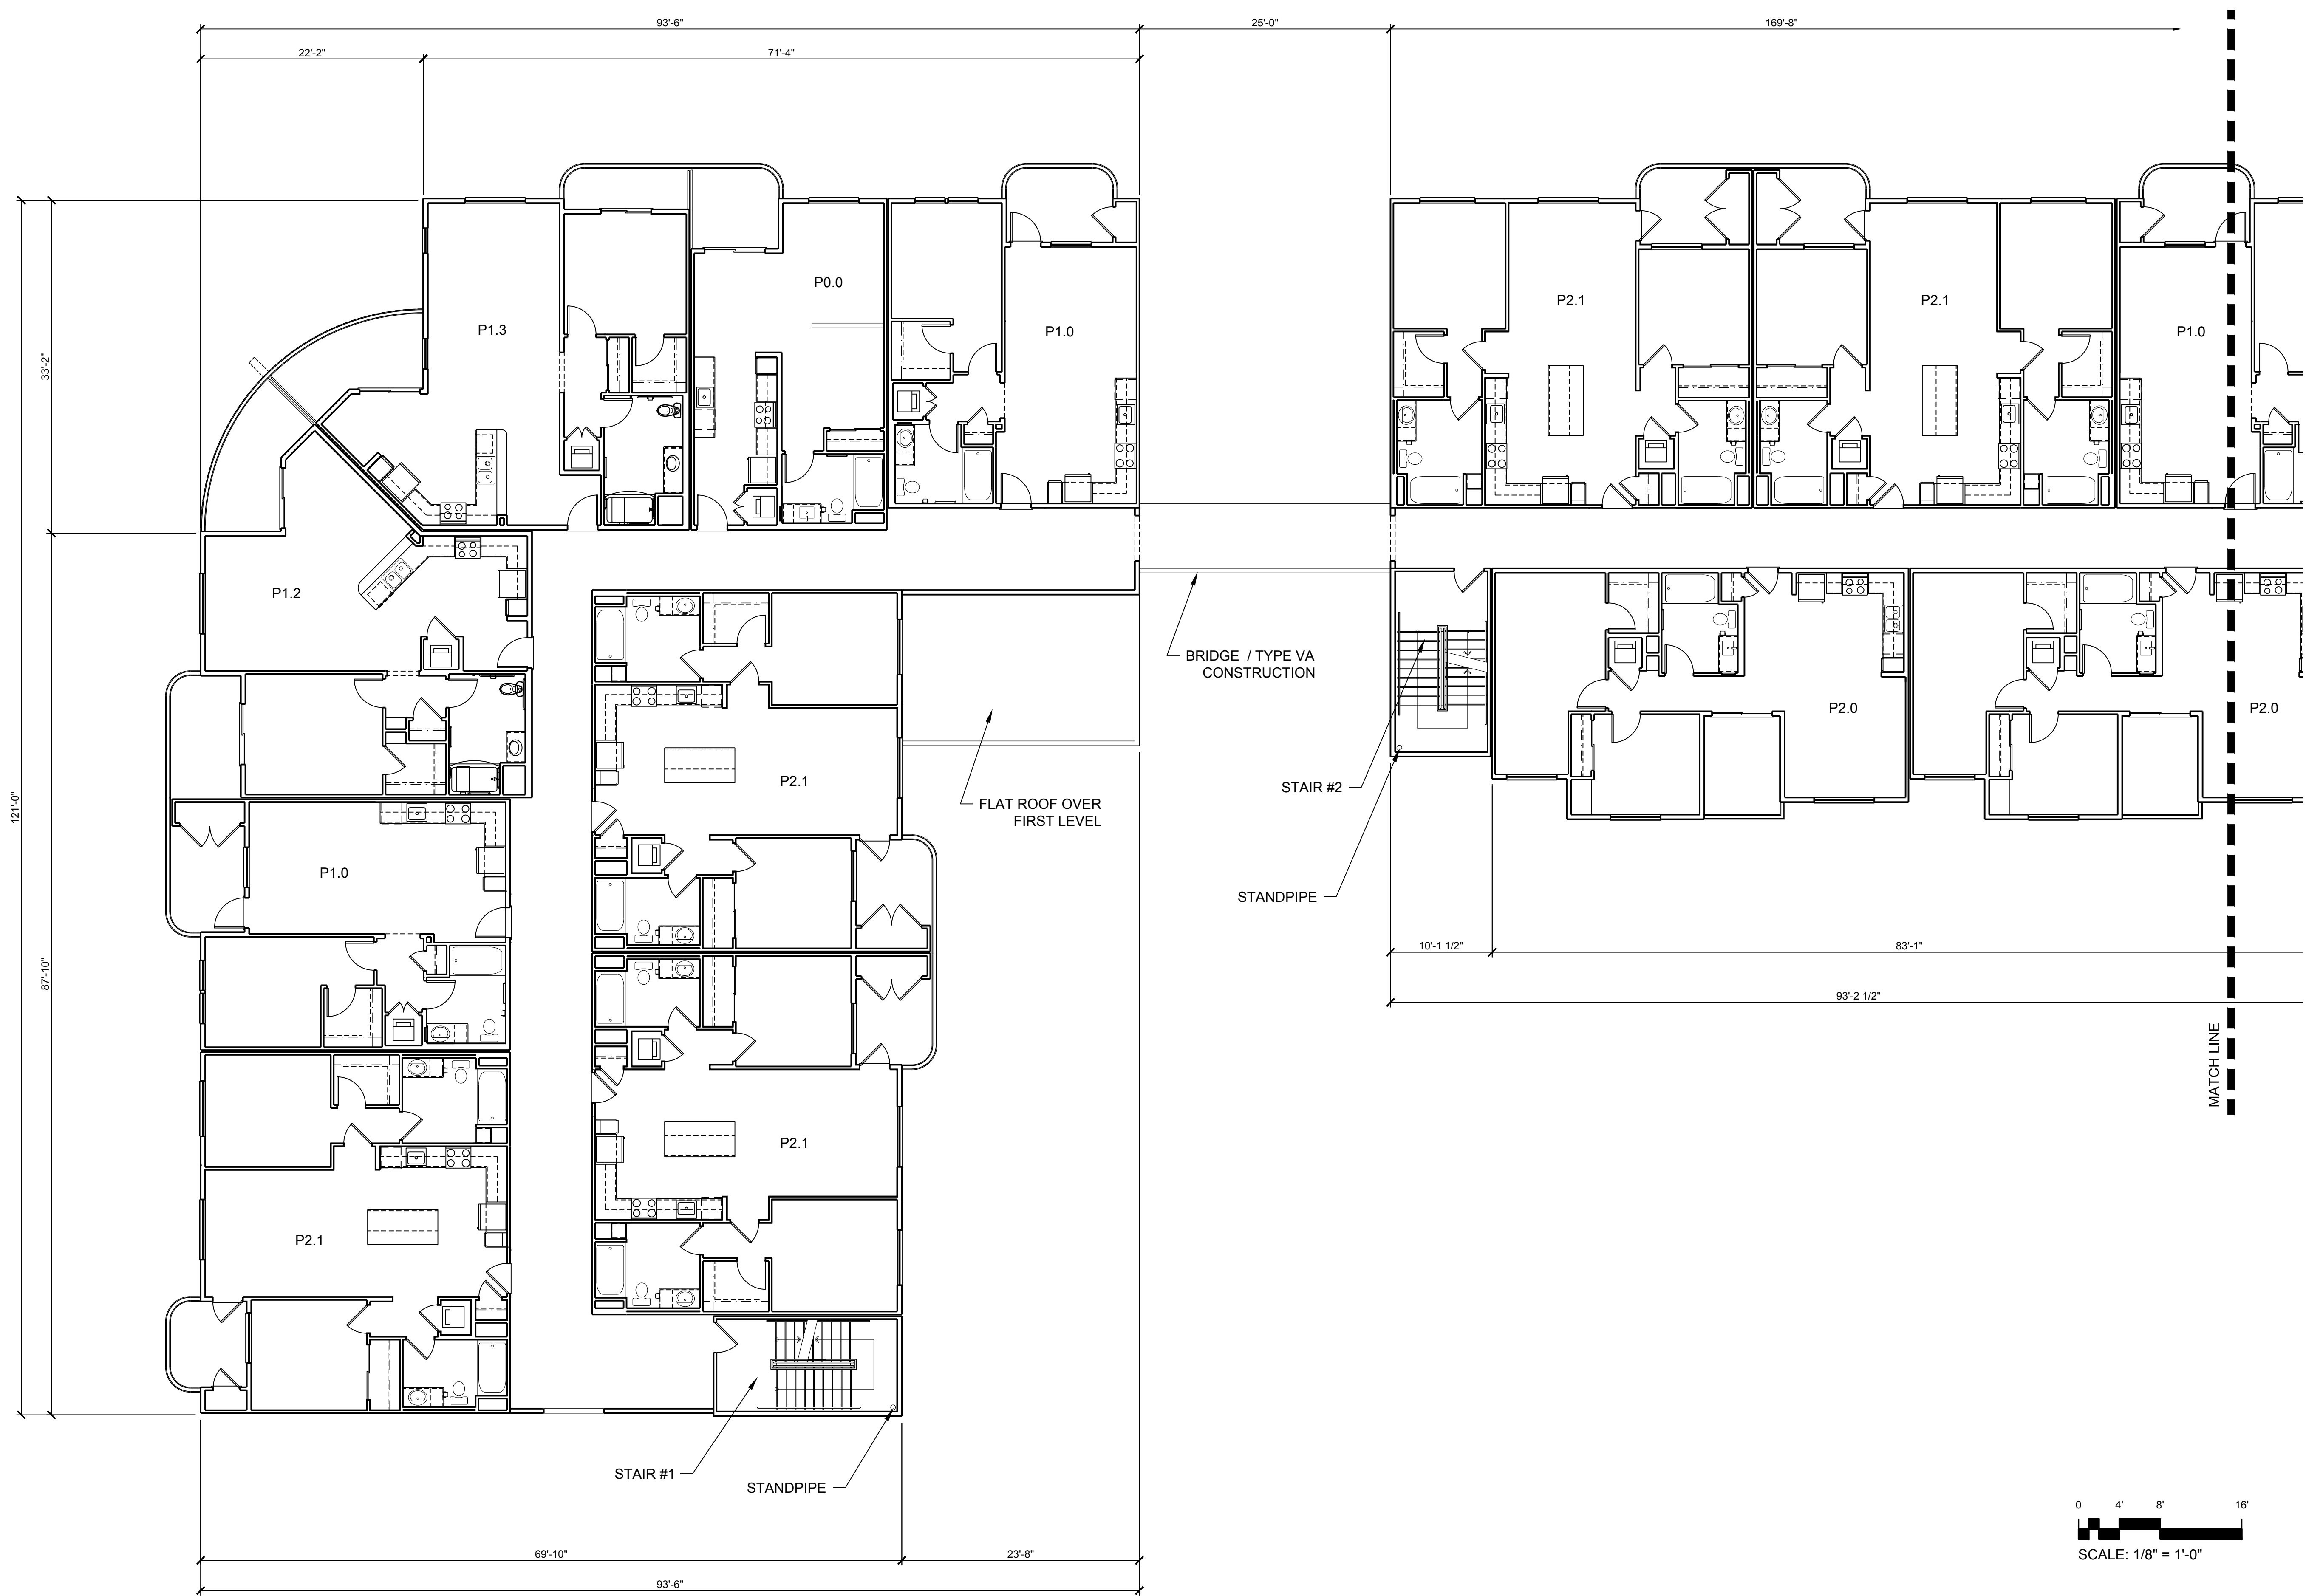 93'-6"
25'-0"
169'-8"
22'-2"
71'-4"
P0.0
P2.1
P2.1
P1.3
P1.0
P1.0
33'-2"
P1.2
BRIDGE / TYPE VA
CONSTRUCTION
P2.0
P2.0
P2.1
STAIR #2
FLAT ROOF OVER
FIRST LEVEL
121'-0"
P1.0
STANDPIPE
10'-1 1/2"
83'-1"
87'-10"
93'-2 1/2"
MATCH LINE
P2.1
P2.1
STAIR #1
STANDPIPE
0 4' 8' 16'
SCALE: 1/8" = 1'-0"
69'-10"
23'-8"
93'-6"